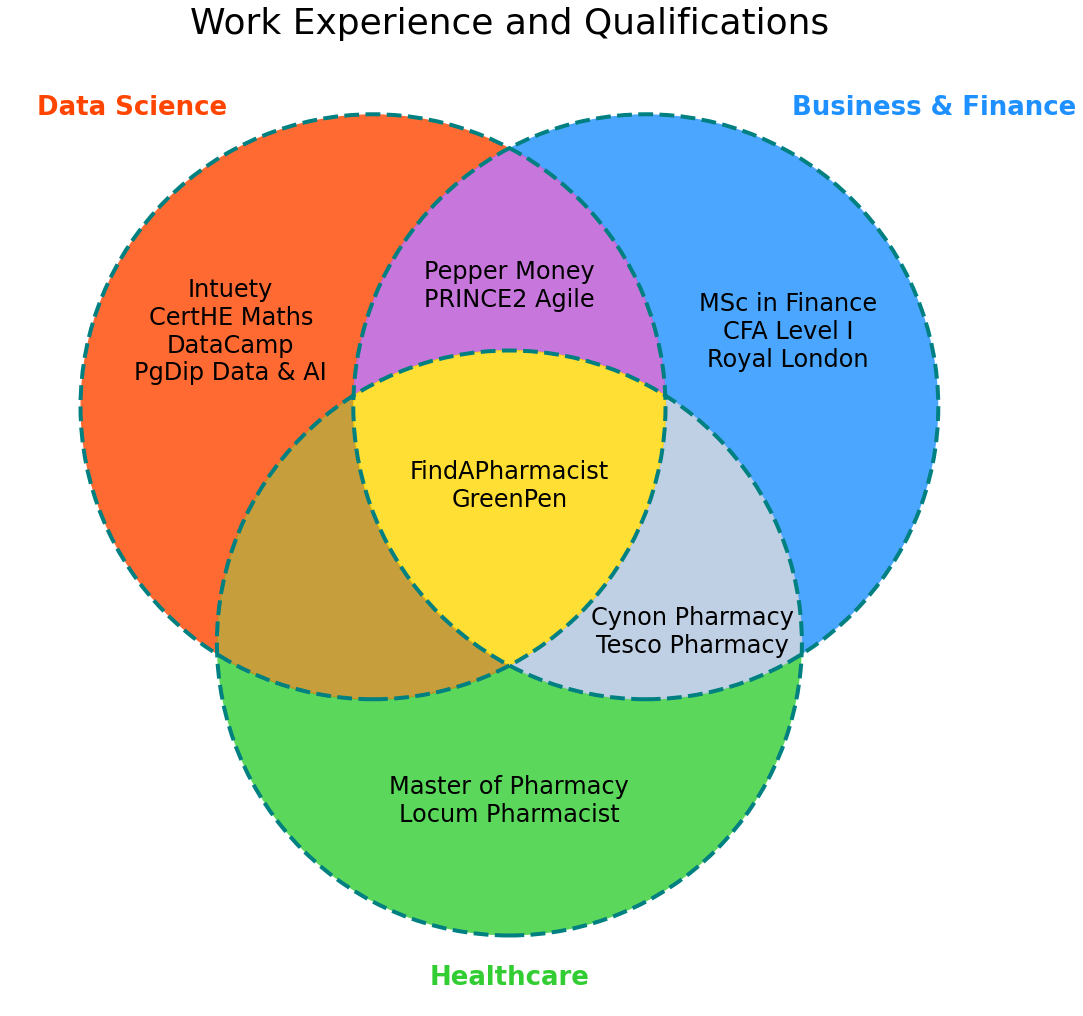 Work Experience and Qualifications
Data Science
Business & Finance
Pepper Money
PRINCE2 Agile
Intuety
CertHE Maths
DataCamp
PgDip Data & AI
MSc in Finance
CFA Level I
Royal London
FindAPharmacist
GreenPen
Cynon Pharmacy
Tesco Pharmacy
Master of Pharmacy
Locum Pharmacist
Healthcare